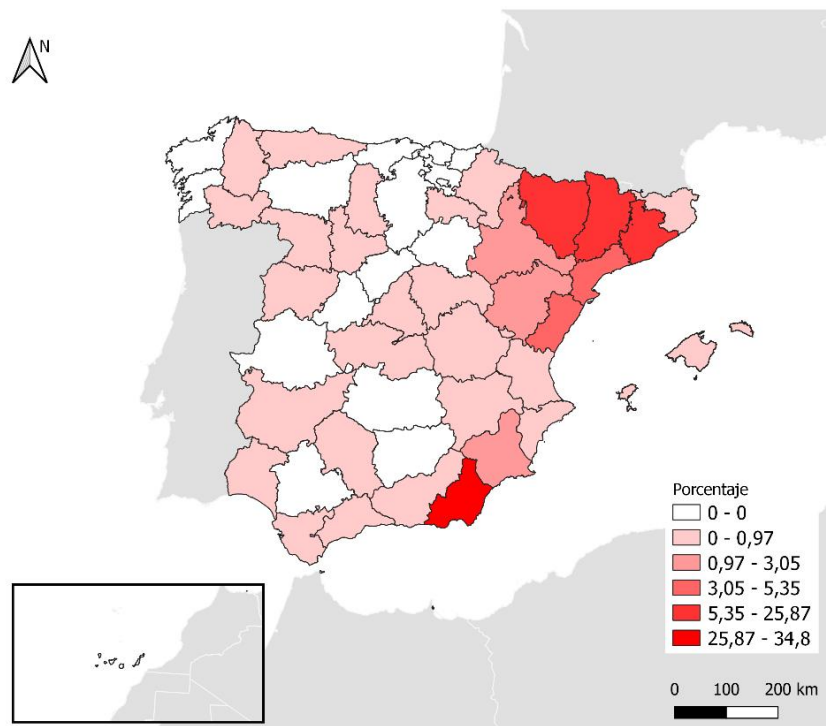 N
Porcentaje
0 - 0
0 - 0,97
0,97 - 3,05
3,05 - 5,35
5,35 - 25,87
25,87 - 34,8
0 100 200 km